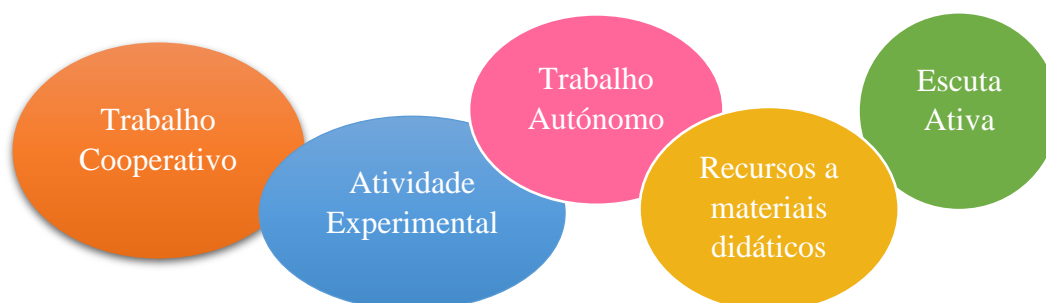 Trabalho
Cooperativo
Atividade
Experimental
Trabalho
Autónomo
Recursos a
materiais
didáticos
Escuta
Ativa